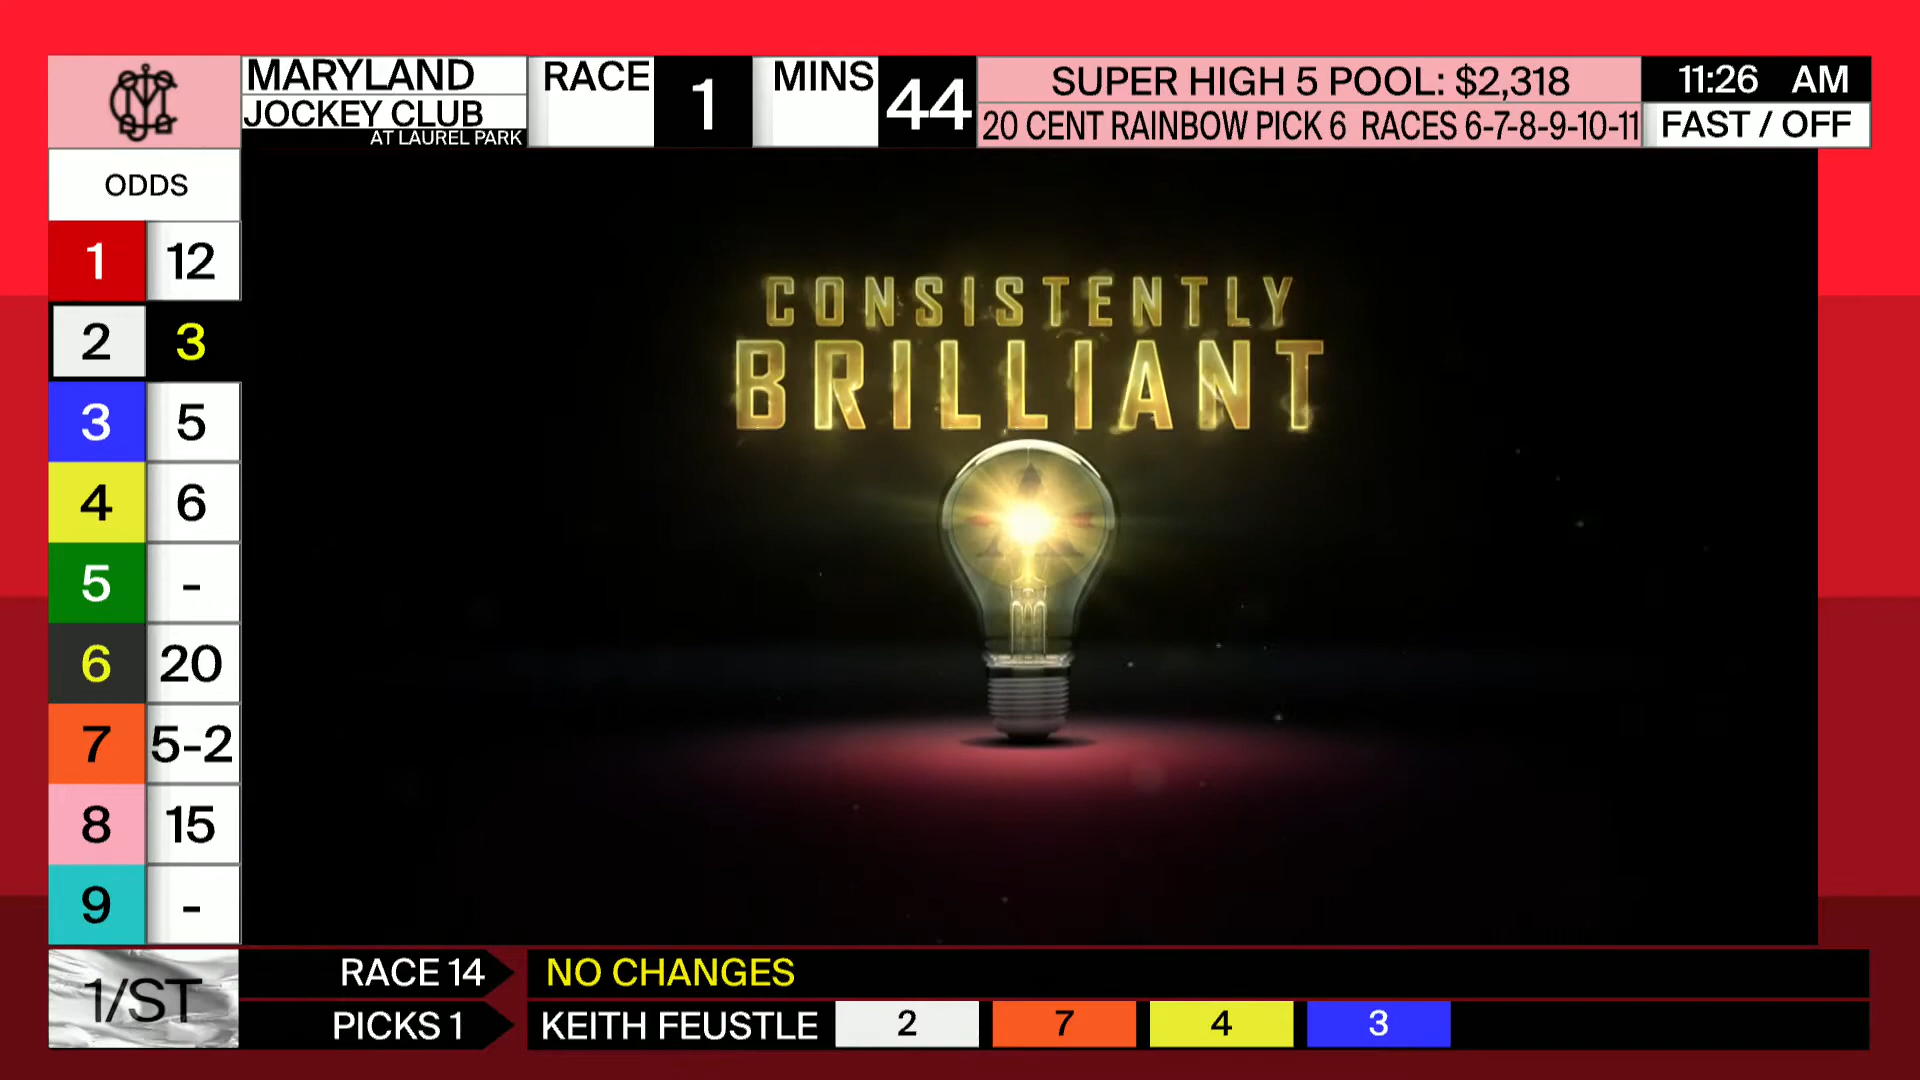 MARYLAND
JOCKEY CLUB
AT LAUREL PARK
RACE 1
MINS 44
SUPER HIGH 5 POOL: $2,318
20 CENT RAINBOW PICK 6 RACES 6-7-8-9-10-11
11:26 AM
FAST / OFF
ODDS
1 12
2 3
3 5
4 6
5 -
6 20
7 5-2
8 15
9 -
CONSISTENTLY
BRILLIANT
1/ST
RACE 14 NO CHANGES
PICKS 1 KEITH FEUSTLE 2 7 4 3